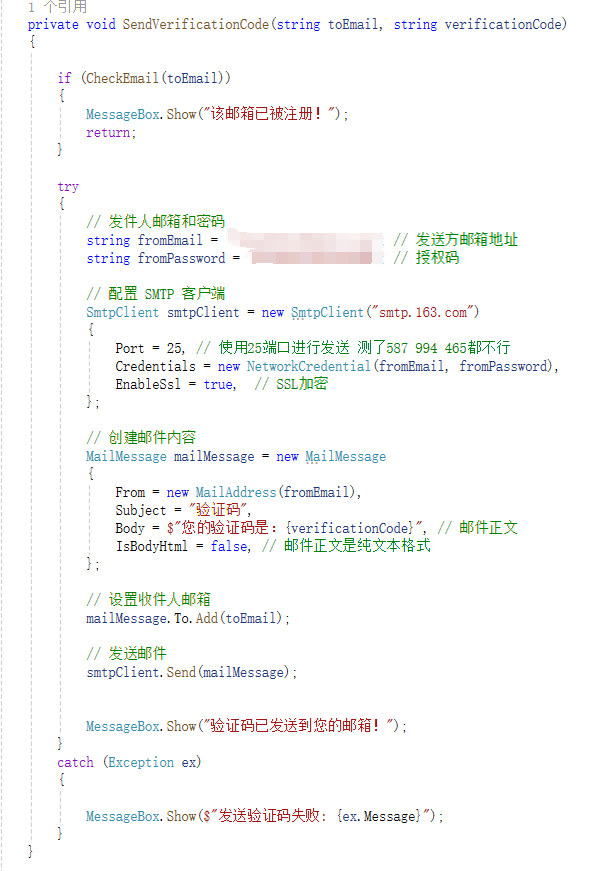 1 个引用
private void SendVerificationCode(string toEmail, string verificationCode)
{
if (CheckEmail(toEmail))
{
MessageBox.Show("该邮箱已被注册！");
return;
}
try
{
// 发件人邮箱和密码
string fromEmail = // 发送方邮箱地址
string fromPassword = // 授权码
// 配置 SMTP 客户端
SmtpClient smtpClient = new SmtpClient("smtp.163.com")
{
Port = 25, // 使用25端口进行发送 测了587 994 465都不行
Credentials = new NetworkCredential(fromEmail, fromPassword),
EnableSsl = true, // SSL加密
};
// 创建邮件内容
MailMessage mailMessage = new MailMessage
{
From = new MailAddress(fromEmail),
Subject = "验证码",
Body = $"您的验证码是：{verificationCode}", // 邮件正文
IsBodyHtml = false, // 邮件正文是纯文本格式
};
// 设置收件人邮箱
mailMessage.To.Add(toEmail);
// 发送邮件
smtpClient.Send(mailMessage);
MessageBox.Show("验证码已发送到您的邮箱！");
}
catch (Exception ex)
{
MessageBox.Show($"发送验证码失败: {ex.Message}");
}
}